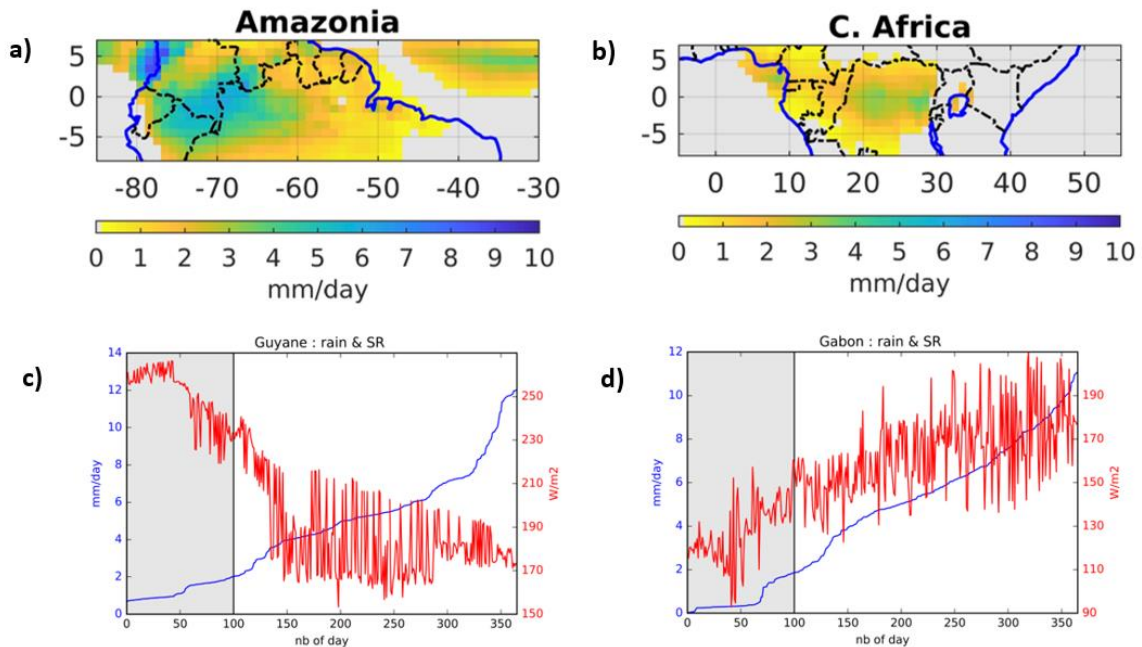 Amazonia
C. Africa
a)
5
0
-5
-80 -70 -60 -50 -40 -30
0 1 2 3 4 5 6 7 8 9 10
mm/day
b)
5
0
-5
0 10 20 30 40 50
0 1 2 3 4 5 6 7 8 9 10
mm/day
c)
Guyane : rain & SR
14
12
10
8
6
4
2
0
mm/day
250
230
210
190
170
150
W/m2
0 50 100 150 200 250 300 350
nb of day
d)
Gabon : rain & SR
12
10
8
6
4
2
0
mm/day
190
170
150
130
110
90
W/m2
0 50 100 150 200 250 300 350
nb of day